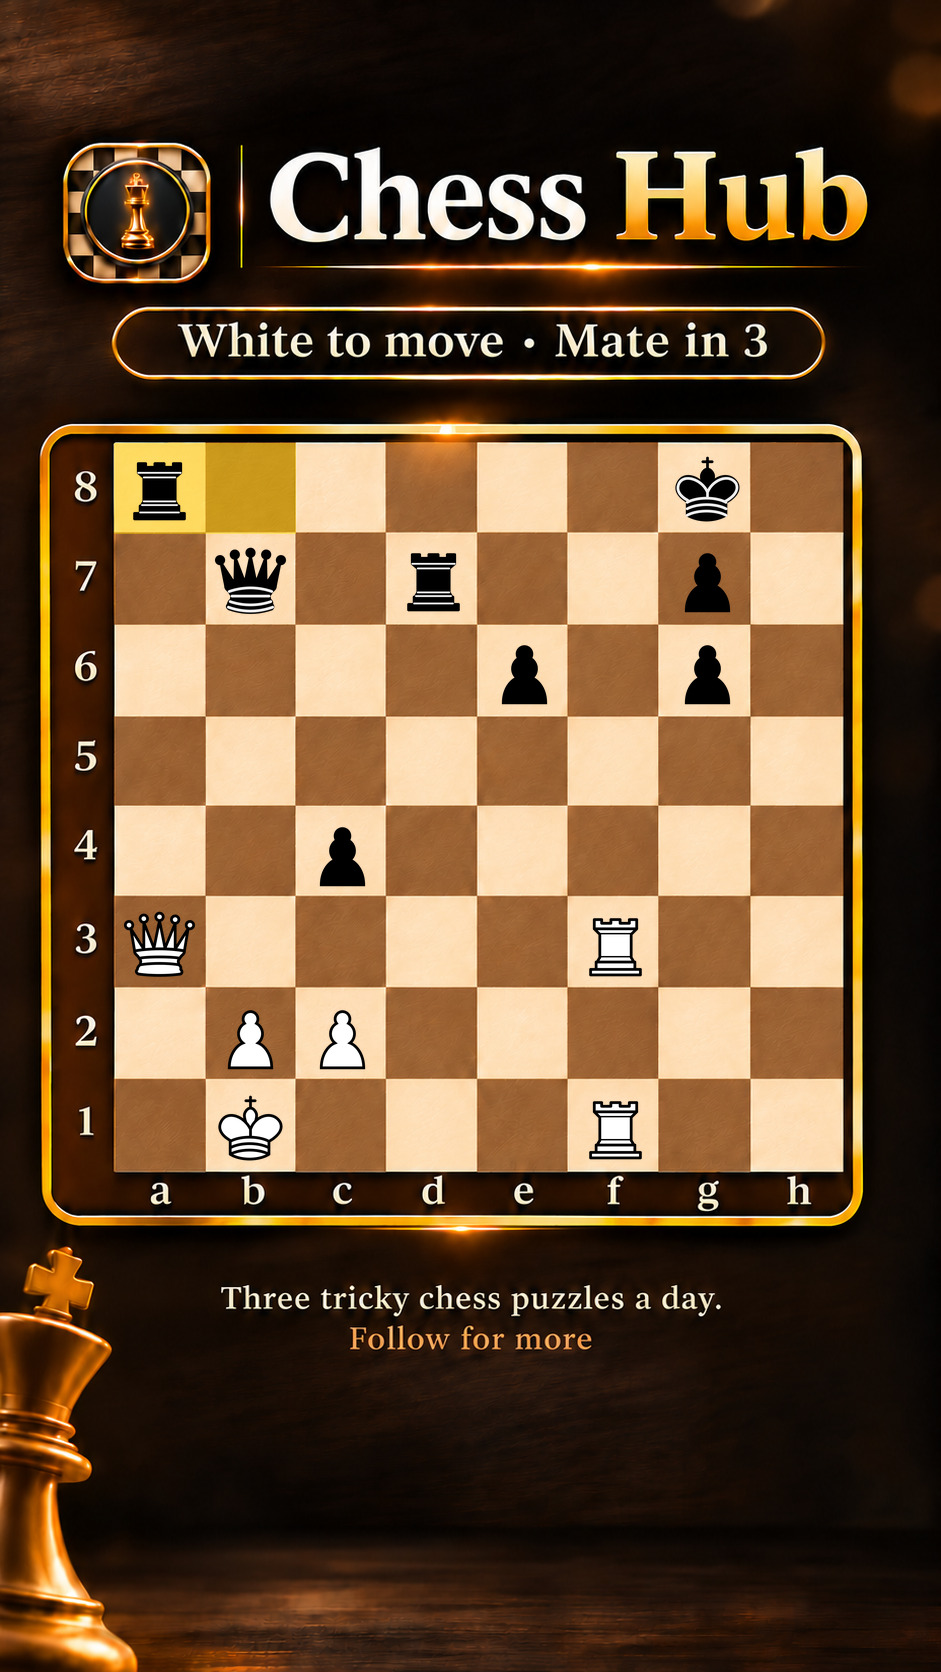 Chess Hub
White to move • Mate in 3
8
7
6
5
4
3
2
1
a b c d e f g h
Three tricky chess puzzles a day.
Follow for more